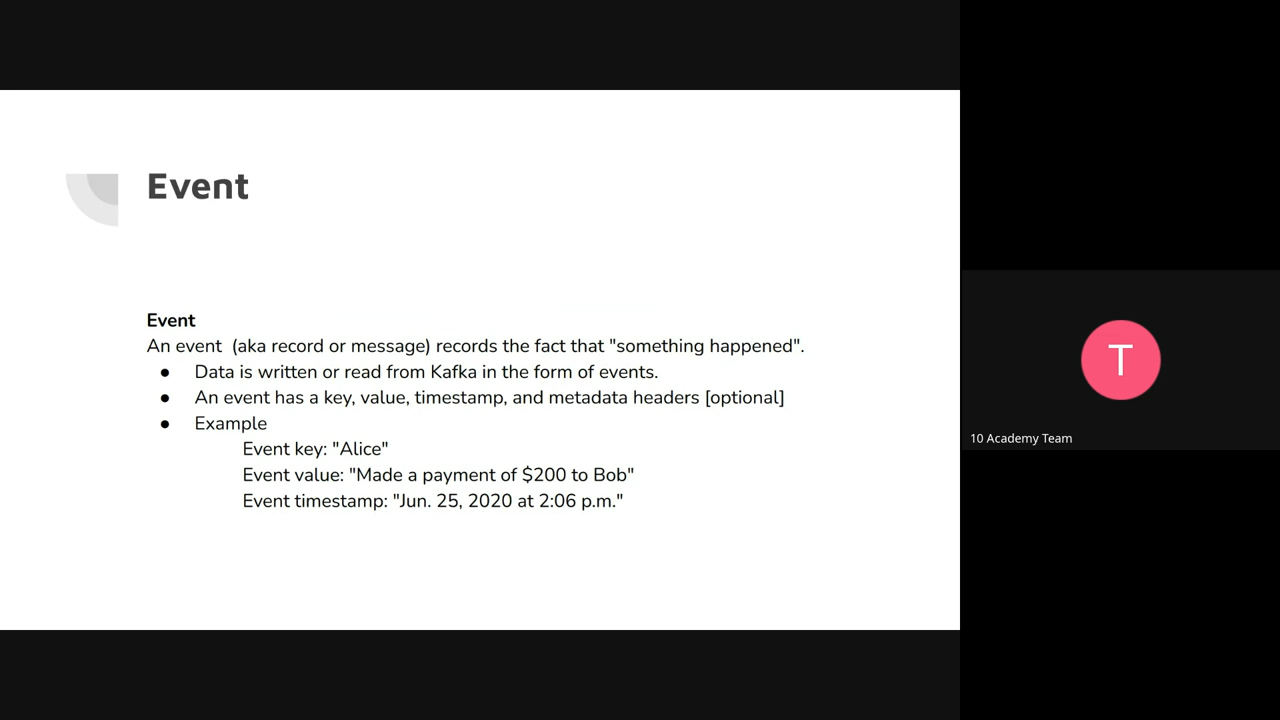 Event
Event
An event  (aka record or message) records the fact that "something happened".
● Data is written or read from Kafka in the form of events.
● An event has a key, value, timestamp, and metadata headers [optional]
● Example
Event key: "Alice"
Event value: "Made a payment of $200 to Bob"
Event timestamp: "Jun. 25, 2020 at 2:06 p.m."
T
10 Academy Team